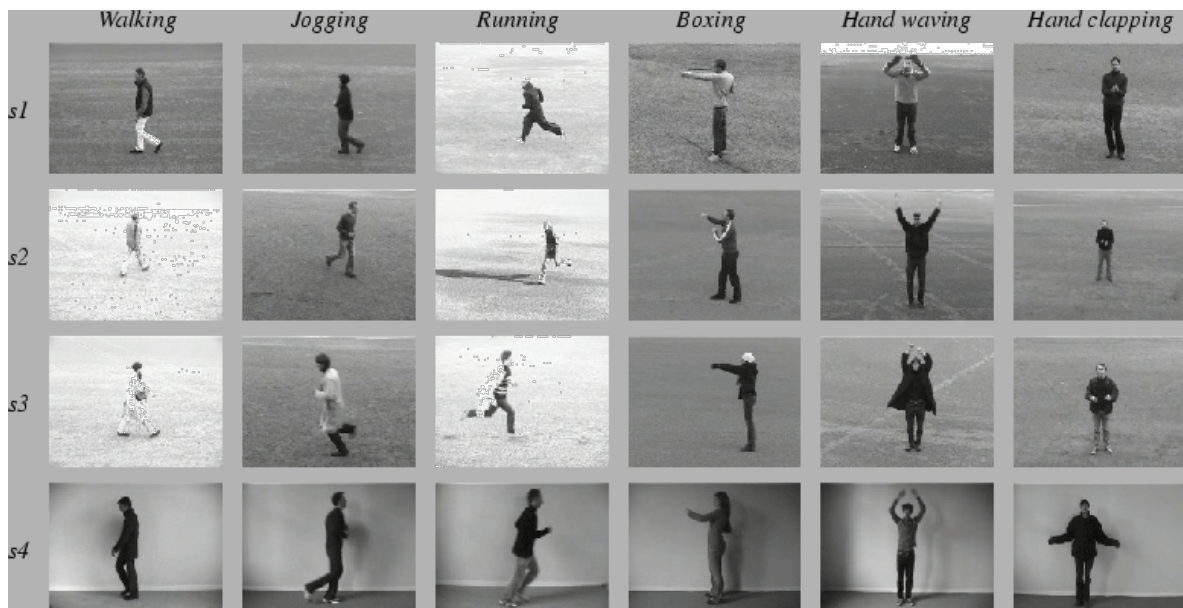 Walking Jogging Running Boxing Hand waving Hand clapping
s1
s2
s3
s4